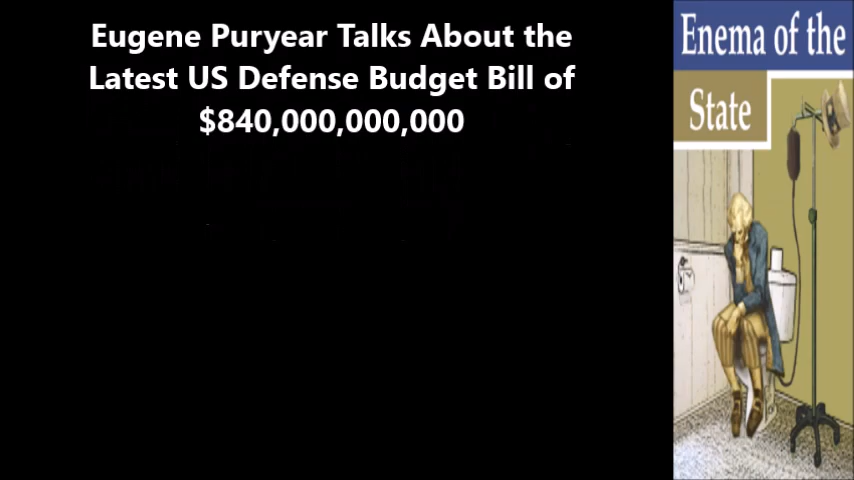 Eugene Puryear Talks About the
Latest US Defense Budget Bill of
$840,000,000,000
Enema of the
State